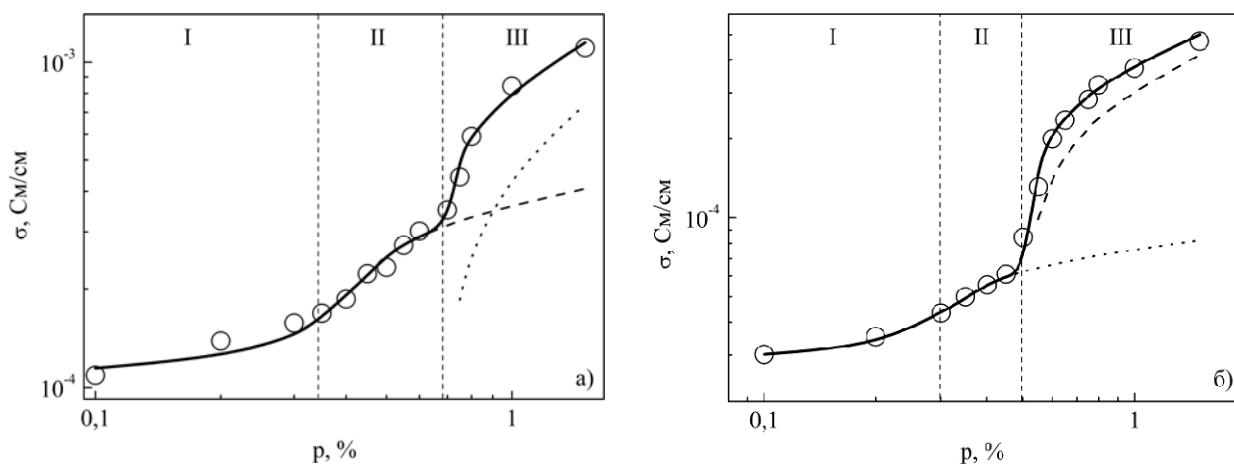 I II III
10⁻³
σ, См/см
10⁻⁴
а)
0,1 1
p, %
I II III
σ, См/см
10⁻⁴
б)
0,1 1
p, %